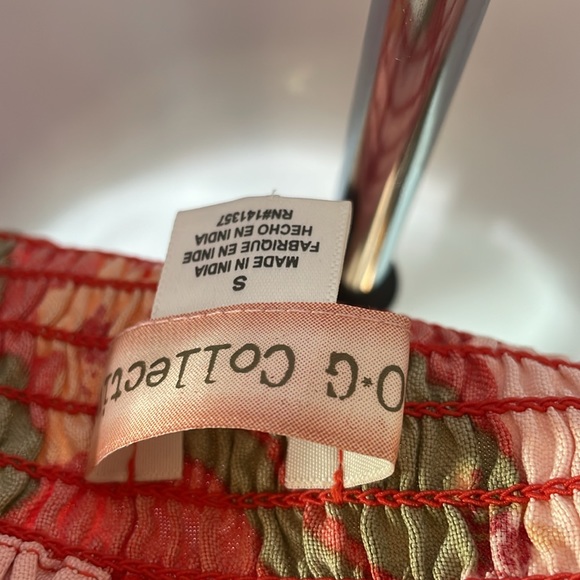 O*G Collecti
S
MADE IN INDIA
FABRIQUE EN INDE
HECHO EN INDIA
RN#141357